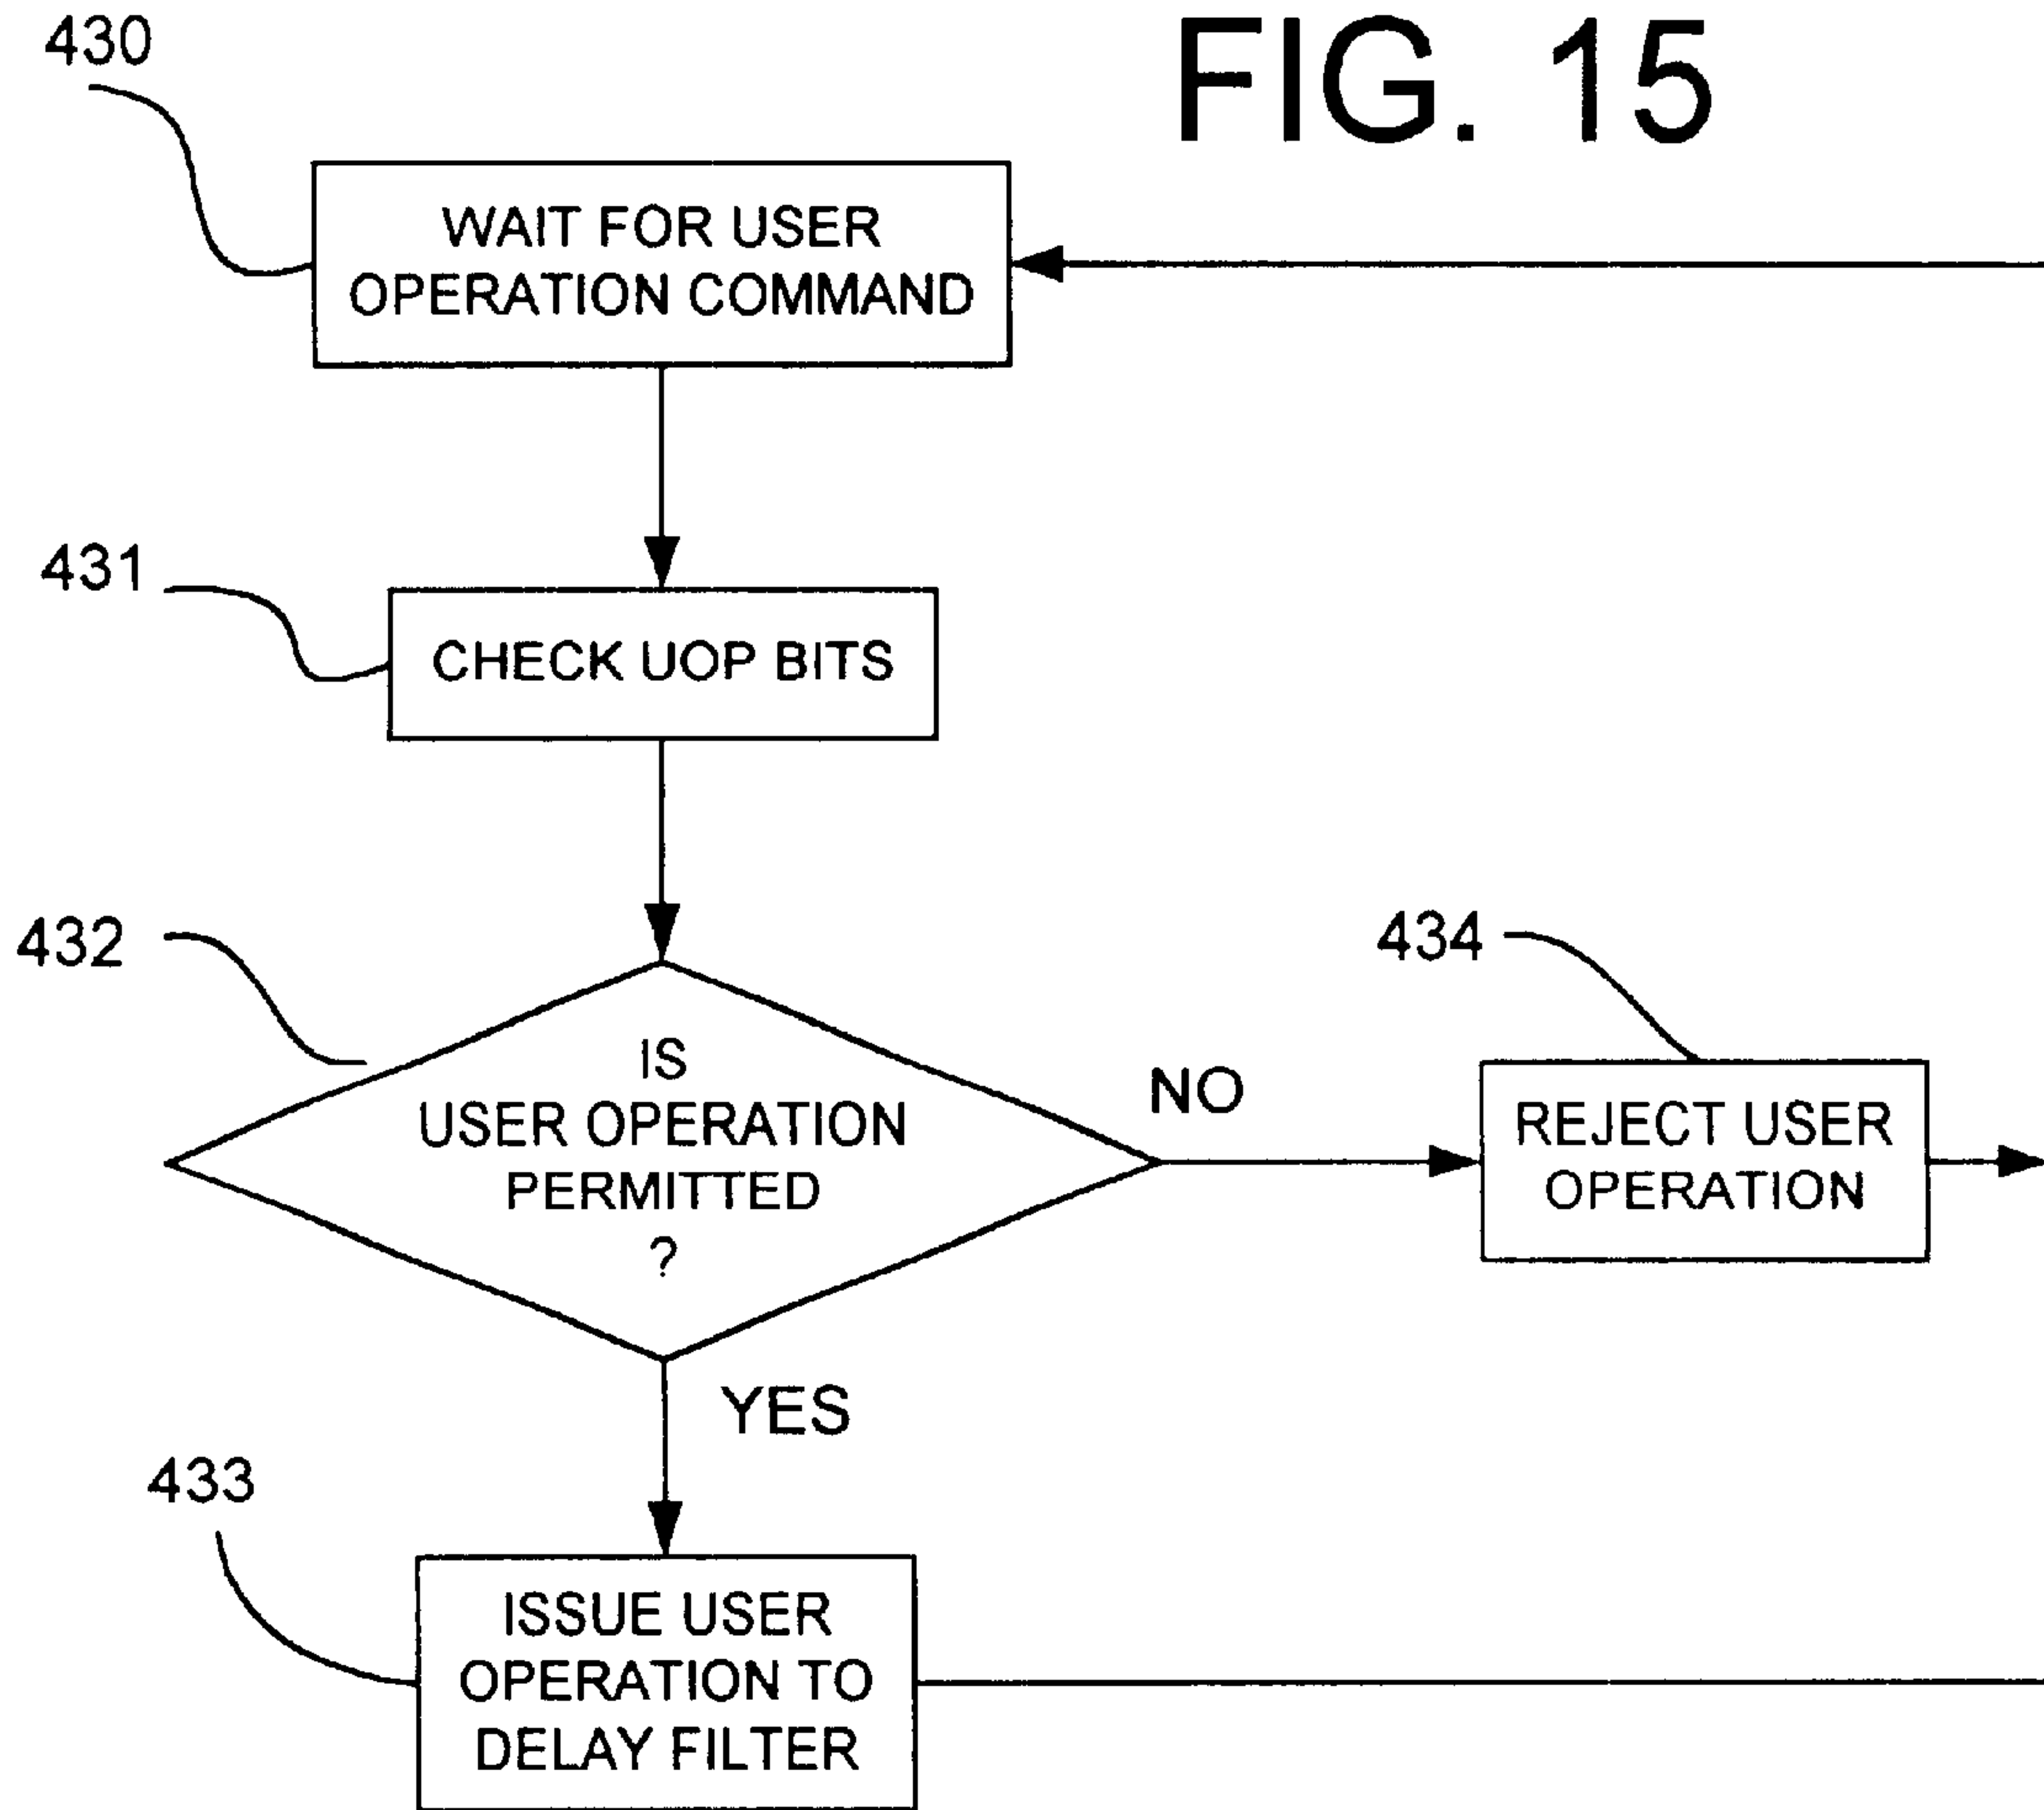 FIG. 15
430
WAIT FOR USER
OPERATION COMMAND
431
CHECK UOP BITS
432
IS
USER OPERATION
PERMITTED
?
NO
434
REJECT USER
OPERATION
YES
433
ISSUE USER
OPERATION TO
DELAY FILTER